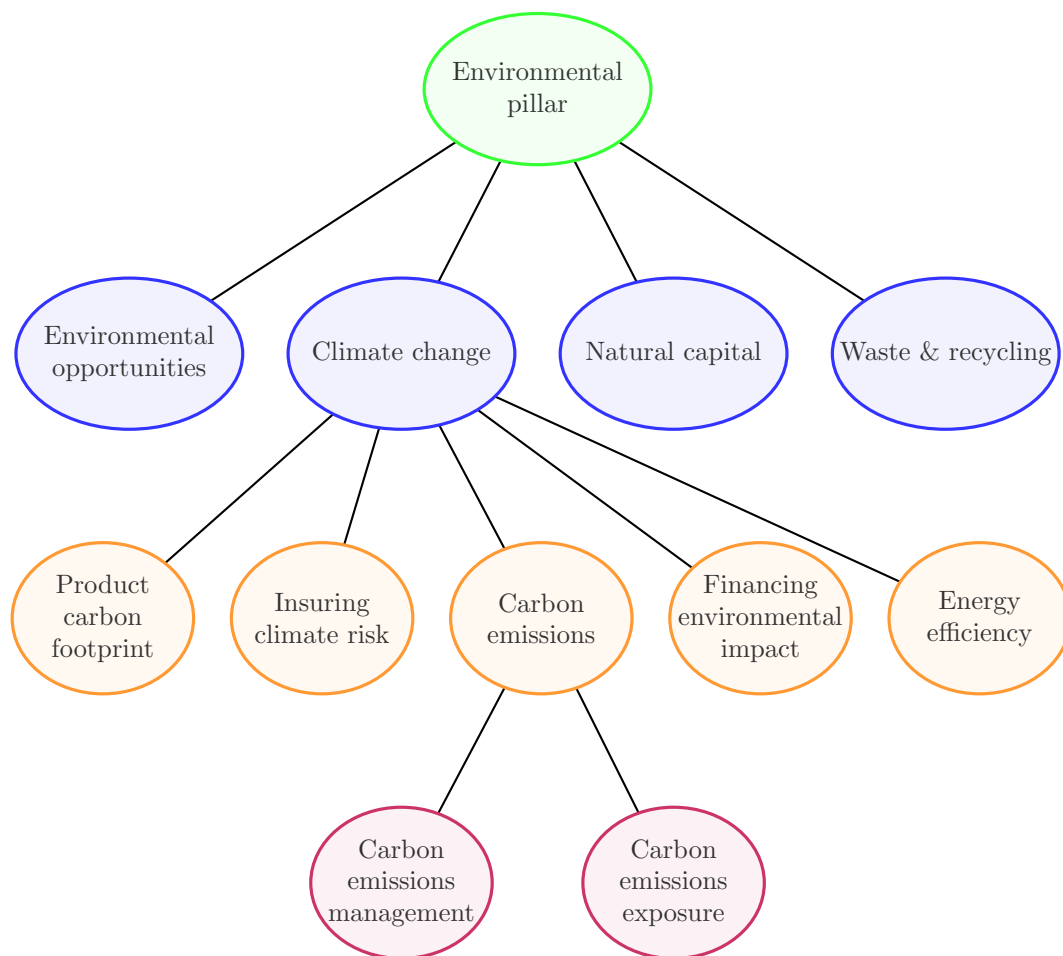 Environmental
pillar
Environmental
opportunities
Climate change
Natural capital
Waste & recycling
Product
carbon
footprint
Insuring
climate risk
Carbon
emissions
Financing
environmental
impact
Energy
efficiency
Carbon
emissions
management
Carbon
emissions
exposure